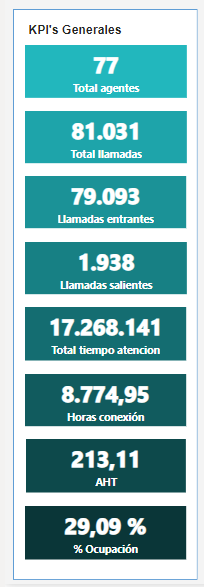 KPI's Generales
77
Total agentes
81.031
Total llamadas
79.093
Llamadas entrantes
1.938
Llamadas salientes
17.268.141
Total tiempo atencion
8.774,95
Horas conexión
213,11
AHT
29,09 %
% Ocupación